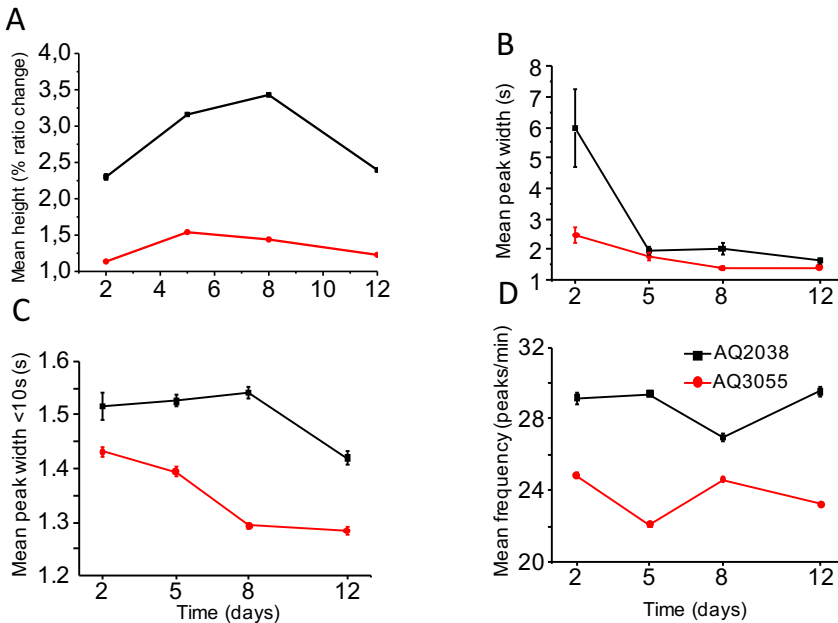 A
Mean height (% ratio change)
4,0
3,5
3,0
2,5
2,0
1,5
1,0
2 4 6 8 10 12
B
Mean peak width (s)
8
7
6
5
4
3
2
1
2 5 8 12
C
Mean peak width <10s (s)
1.6
1.5
1.4
1.3
1.2
2 5 8 12
Time (days)
D
Mean frequency (peaks/min)
32
28
24
20
AQ2038
AQ3055
2 5 8 12
Time (days)